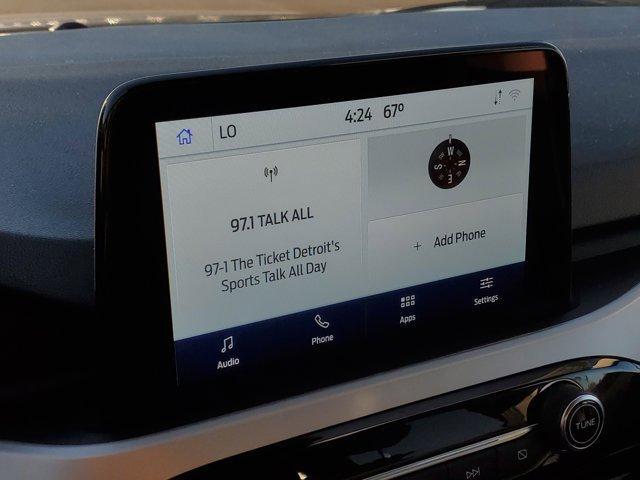 LO 4:24 67°
97.1 TALK ALL
97-1 The Ticket Detroit's
Sports Talk All Day
W
S N
E
+ Add Phone
Audio Phone Apps Settings
TUNE